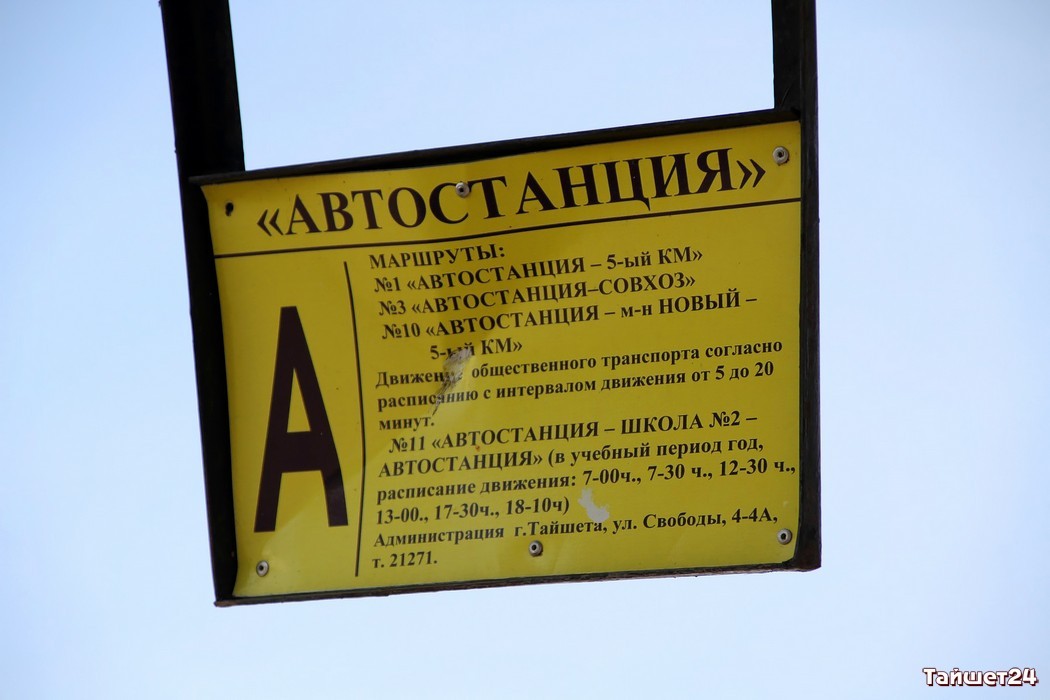 «АВТОСТАНЦИЯ»
А
МАРШРУТЫ:
№1 «АВТОСТАНЦИЯ – 5-ый КМ»
№3 «АВТОСТАНЦИЯ–СОВХОЗ»
№10 «АВТОСТАНЦИЯ – м-н НОВЫЙ –
5-ый КМ»
Движение общественного транспорта согласно
расписанию с интервалом движения от 5 до 20
минут.
№11 «АВТОСТАНЦИЯ – ШКОЛА №2 –
АВТОСТАНЦИЯ» (в учебный период год,
расписание движения: 7-00ч., 7-30 ч., 12-30 ч.,
13-00., 17-30ч., 18-10ч)
Администрация г.Тайшета, ул. Свободы, 4-4А,
т. 21271.
Тайшет24